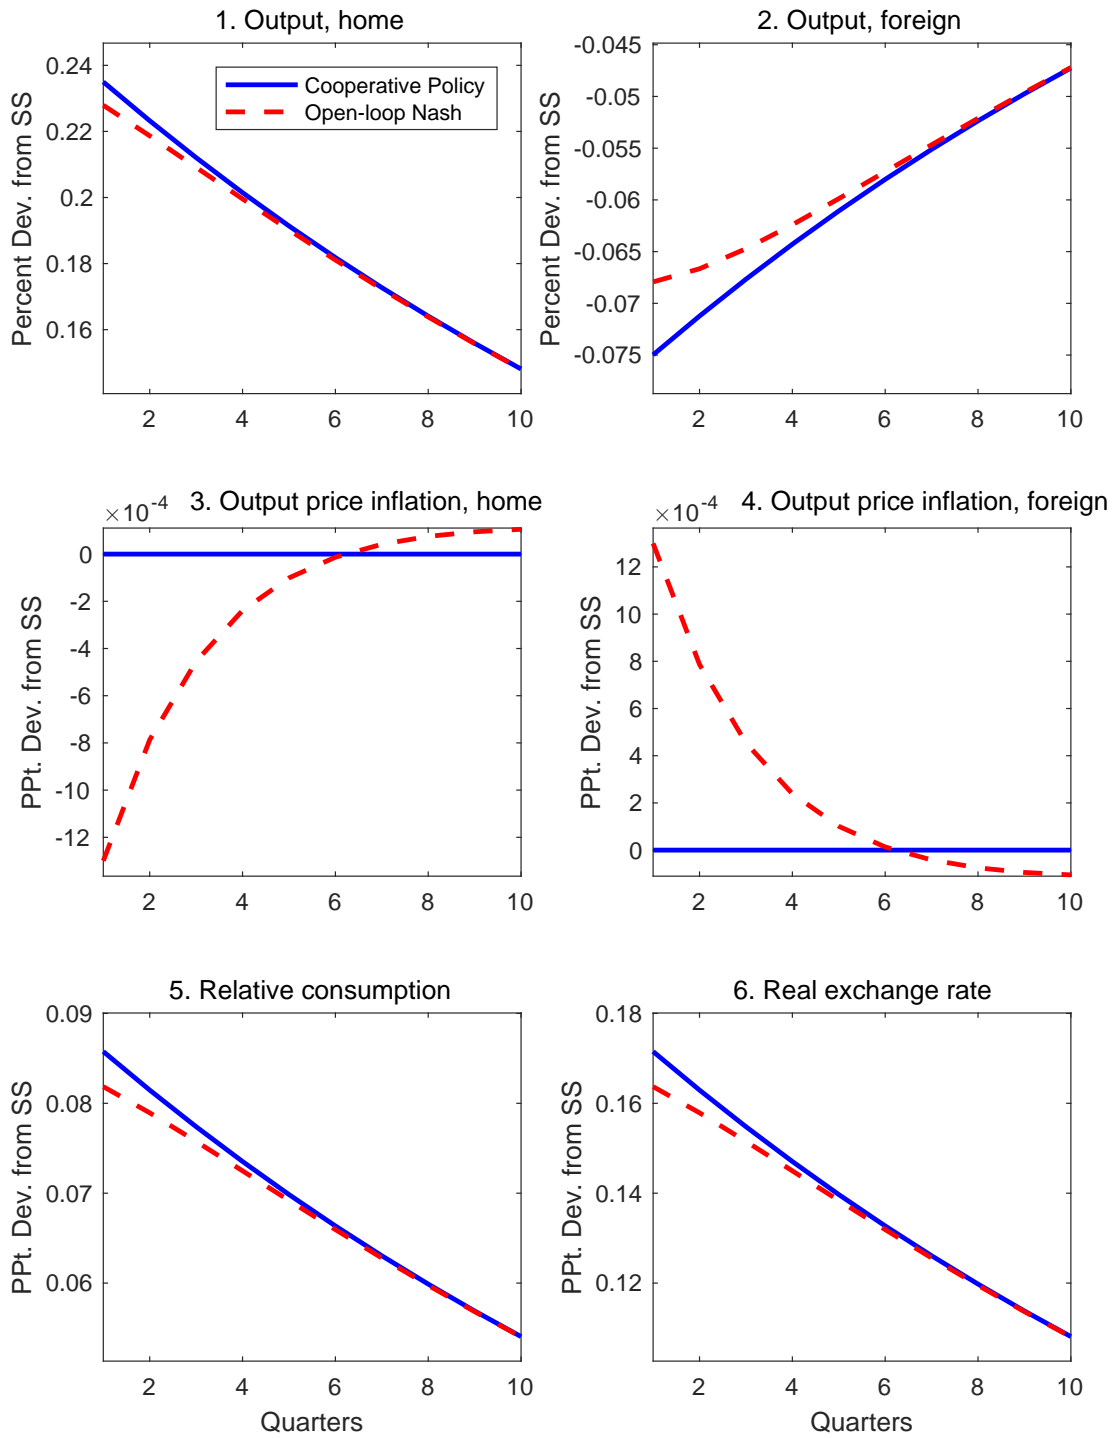 1. Output, home
Percent Dev. from SS
0.24
0.22
0.2
0.18
0.16
2 4 6 8 10
Cooperative Policy
Open-loop Nash
2. Output, foreign
Percent Dev. from SS
-0.045
-0.05
-0.055
-0.06
-0.065
-0.07
-0.075
2 4 6 8 10
3. Output price inflation, home
×10-4
PPt. Dev. from SS
0
-2
-4
-6
-8
-10
-12
2 4 6 8 10
4. Output price inflation, foreign
×10-4
PPt. Dev. from SS
12
10
8
6
4
2
0
2 4 6 8 10
5. Relative consumption
PPt. Dev. from SS
0.09
0.08
0.07
0.06
2 4 6 8 10
Quarters
6. Real exchange rate
PPt. Dev. from SS
0.18
0.16
0.14
0.12
2 4 6 8 10
Quarters